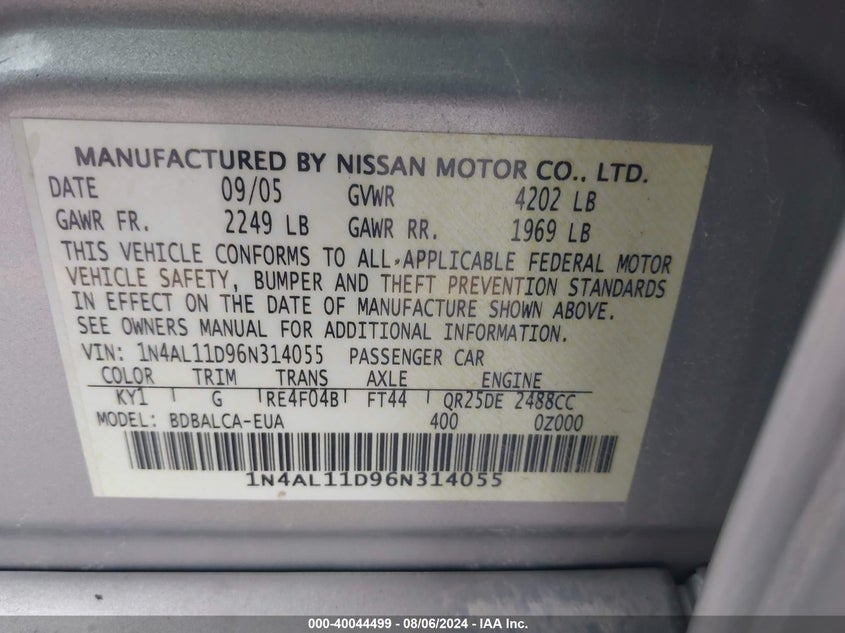 MANUFACTURED BY NISSAN MOTOR CO., LTD.
DATE 09/05 GVWR 4202 LB
GAWR FR. 2249 LB GAWR RR. 1969 LB
THIS VEHICLE CONFORMS TO ALL APPLICABLE FEDERAL MOTOR
VEHICLE SAFETY, BUMPER AND THEFT PREVENTION STANDARDS
IN EFFECT ON THE DATE OF MANUFACTURE SHOWN ABOVE.
SEE OWNERS MANUAL FOR ADDITIONAL INFORMATION.
VIN: 1N4AL11D96N314055 PASSENGER CAR
COLOR TRIM TRANS AXLE ENGINE
KY1 G RE4F04B FT44 QR25DE 2488CC
MODEL: BDBALCA-EUA 400 0Z000
1N4AL11D96N314055
000-40044499 - 08/06/2024 - IAA Inc.